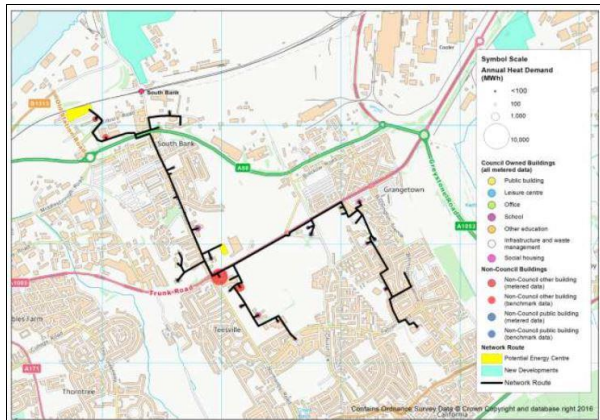 Symbol Scale
Annual Heat Demand
(MWh)
<100
100
1,000
10,000
Council Owned Buildings
(all metered data)
Public building
Leisure centre
Office
School
Other education
Infrastructure and waste
management
Social housing
Non-Council Buildings
Non-Council other building
(metered data)
Non-Council other building
(benchmark data)
Non-Council public building
(metered data)
Non-Council public building
(benchmark data)
Network Route
Potential Energy Centre
New Developments
Network Route
South Bank
South Bank
A66
Grangetown
Greystone Road
A1053
Trunk Road
A1085
Teesville
A171
Thorntree
California
Contains Ordnance Survey Data © Crown Copyright and database right 2016